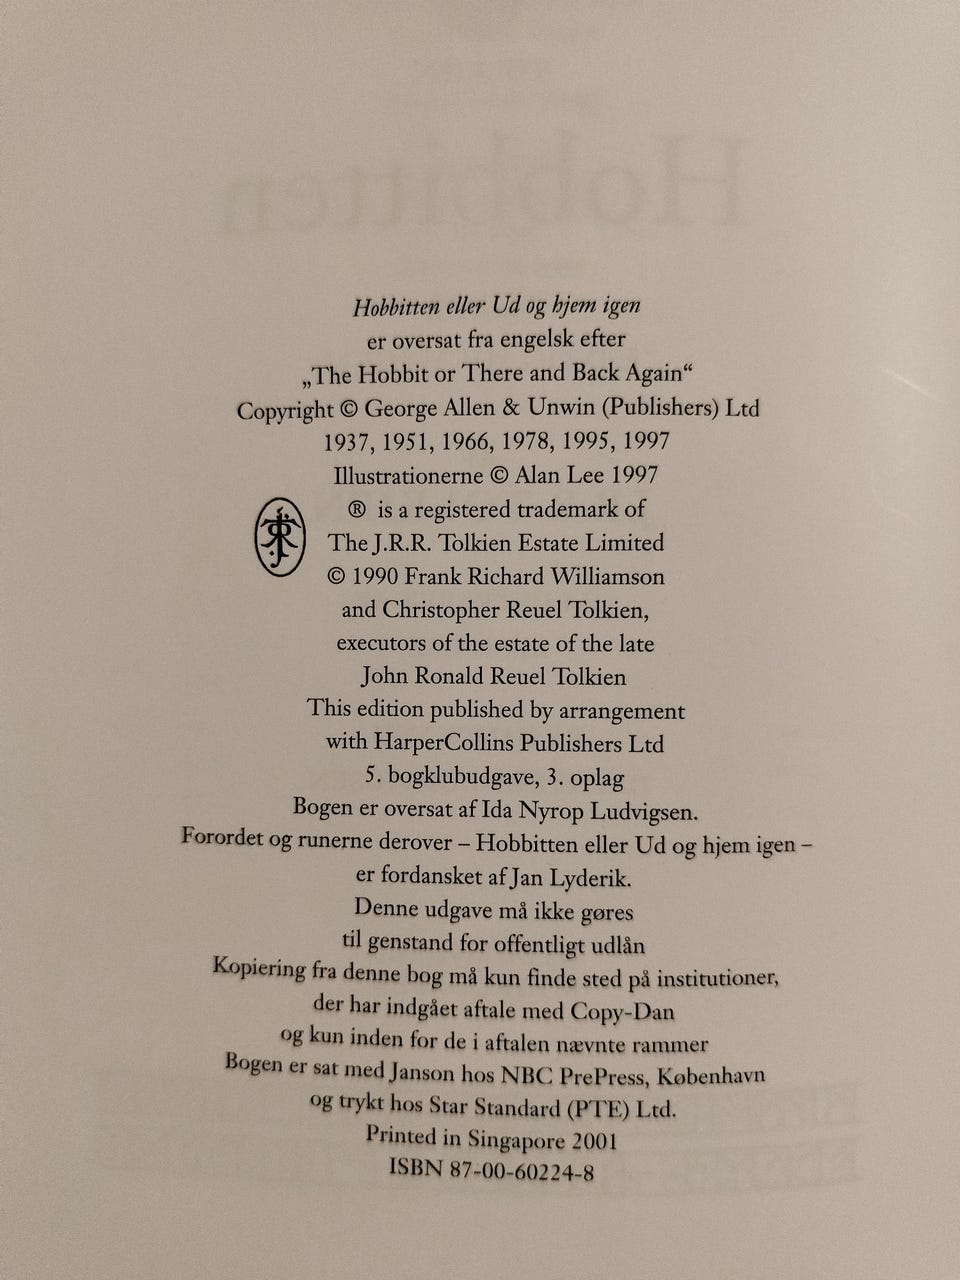 Hobbitten
Hobbitten eller Ud og hjem igen
er oversat fra engelsk efter
„The Hobbit or There and Back Again“
Copyright © George Allen & Unwin (Publishers) Ltd
1937, 1951, 1966, 1978, 1995, 1997
Illustrationerne © Alan Lee 1997
® is a registered trademark of
The J.R.R. Tolkien Estate Limited
© 1990 Frank Richard Williamson
and Christopher Reuel Tolkien,
executors of the estate of the late
John Ronald Reuel Tolkien
This edition published by arrangement
with HarperCollins Publishers Ltd
5. bogklubudgave, 3. oplag
Bogen er oversat af Ida Nyrop Ludvigsen.
Forordet og runerne derover – Hobbitten eller Ud og hjem igen –
er fordansket af Jan Lyderik.
Denne udgave må ikke gøres
til genstand for offentligt udlån
Kopiering fra denne bog må kun finde sted på institutioner,
der har indgået aftale med Copy-Dan
og kun inden for de i aftalen nævnte rammer
Bogen er sat med Janson hos NBC PrePress, København
og trykt hos Star Standard (PTE) Ltd.
Printed in Singapore 2001
ISBN 87-00-60224-8